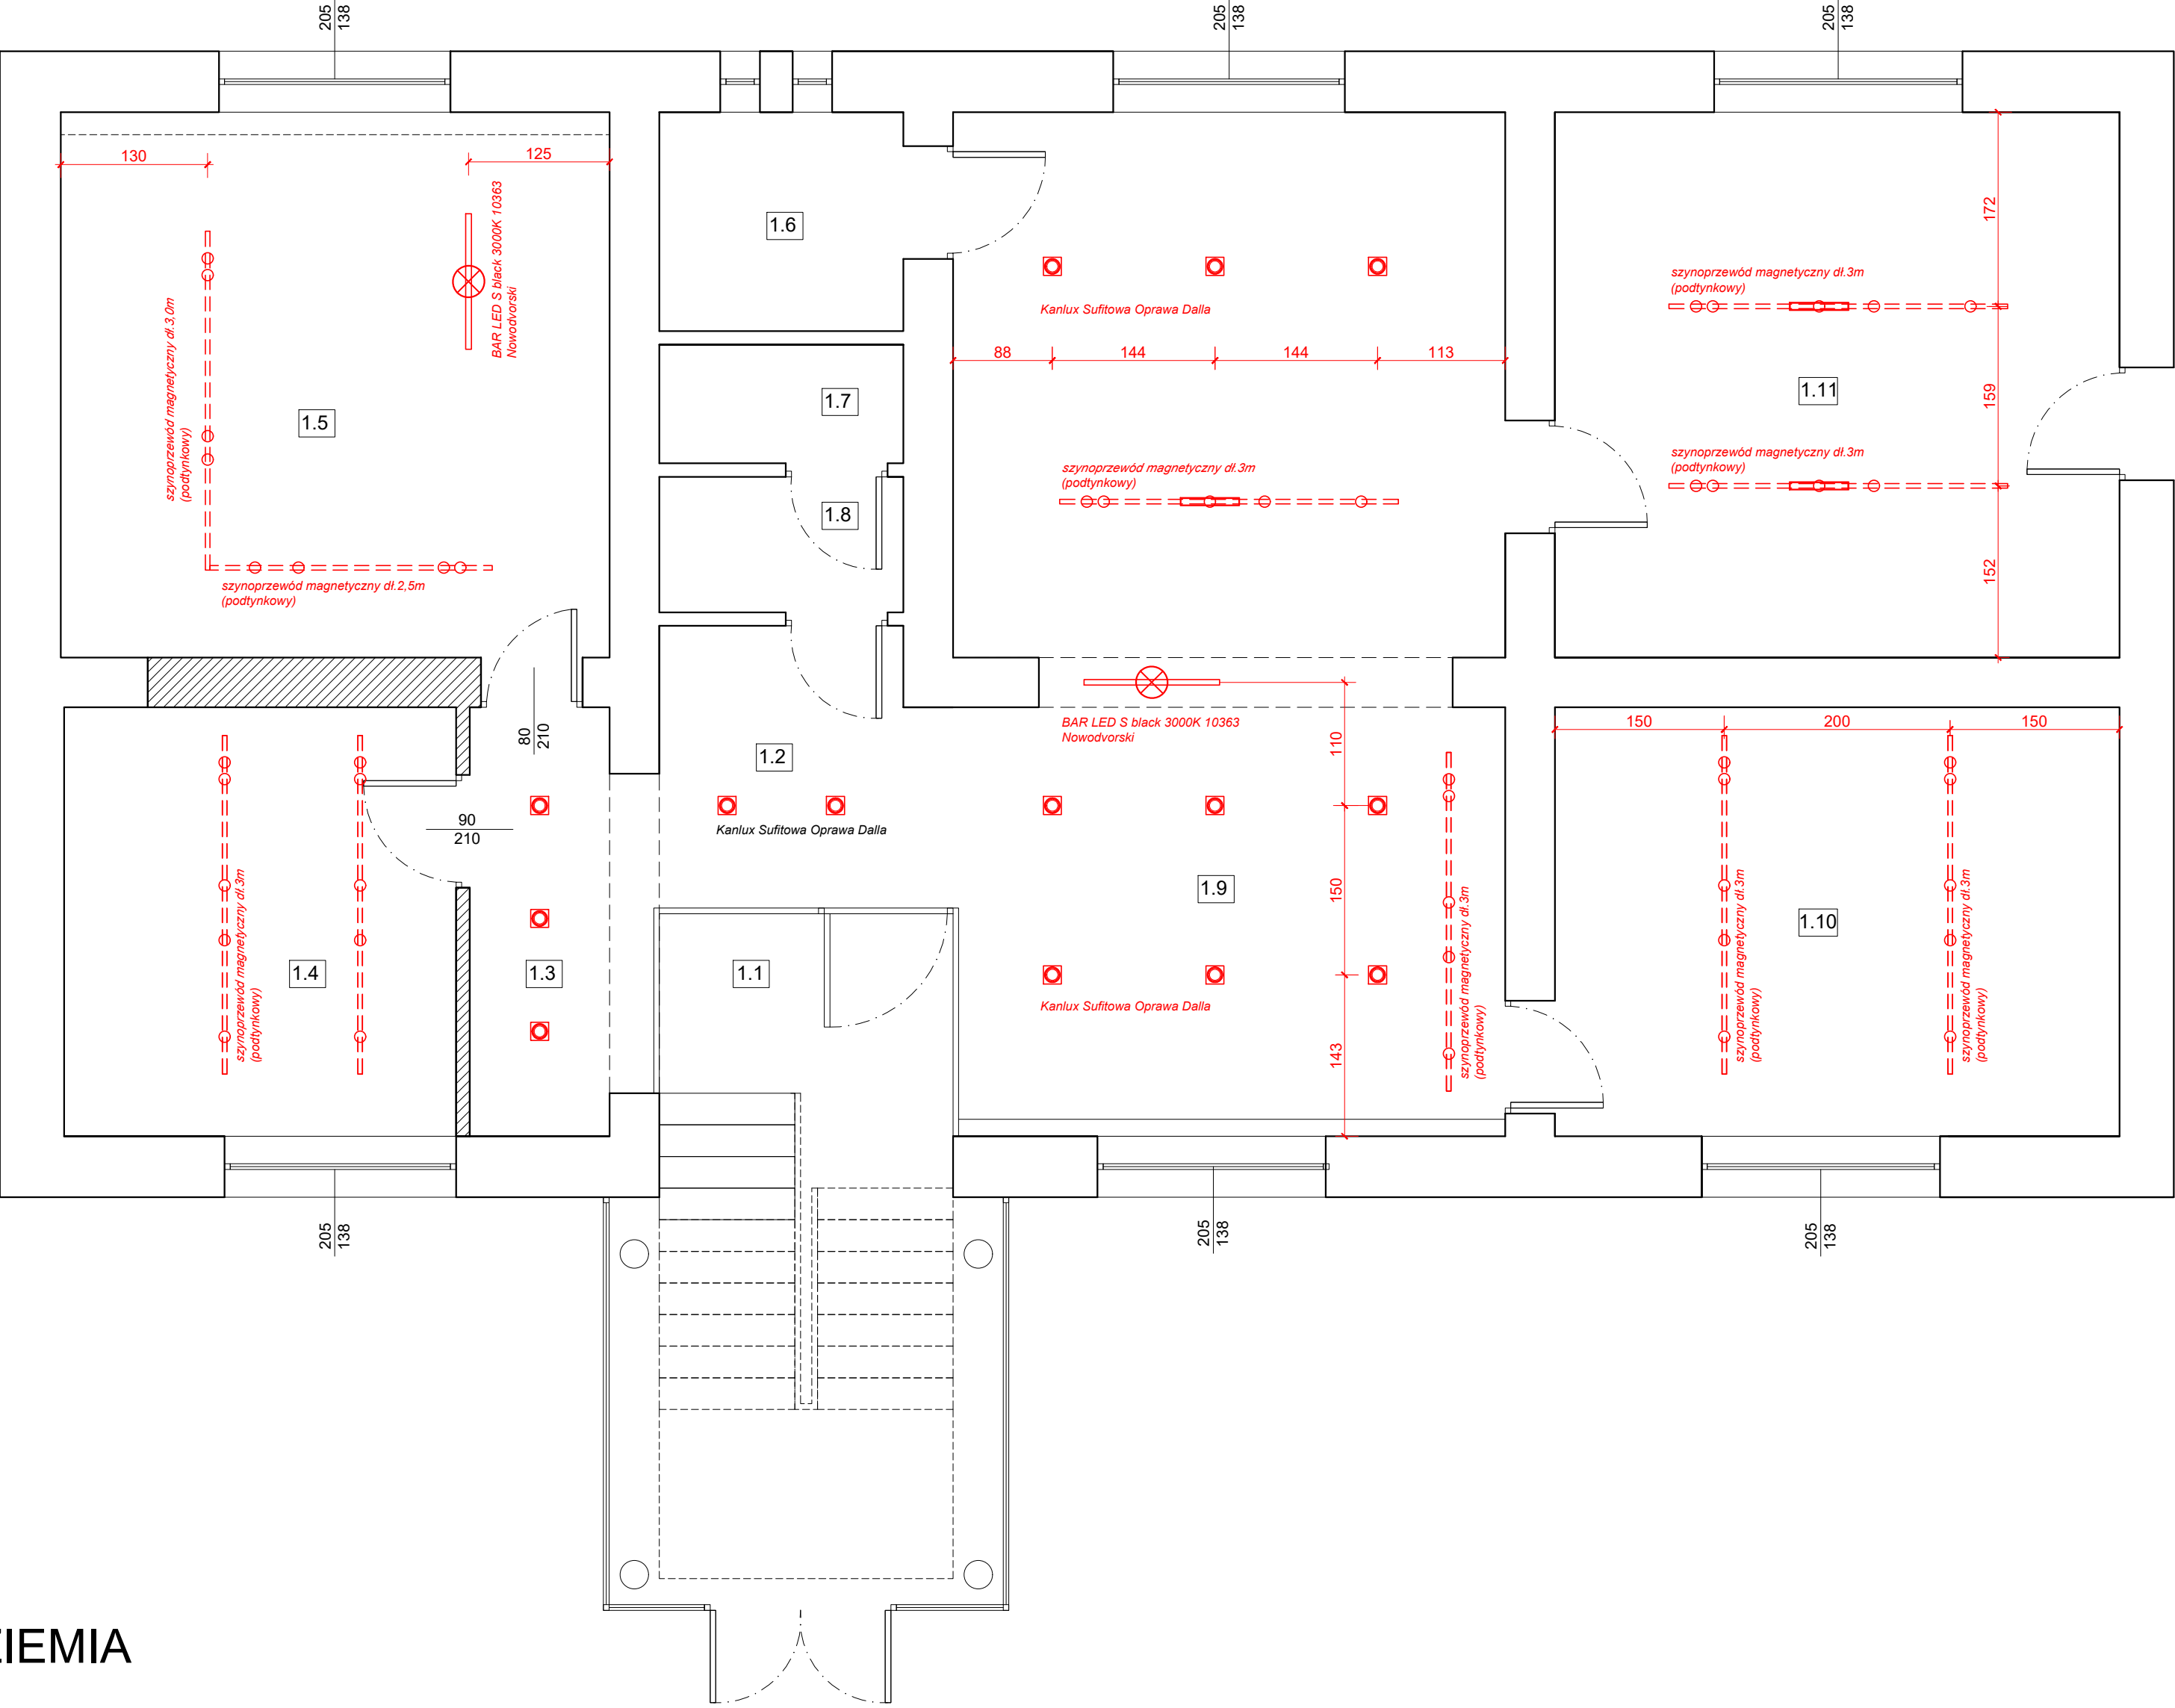 205
138
205
138
205
138
130
125
BAR LED S black 3000K 10363
Nowodvorski
szynoprzewód magnetyczny dł.3,0m
(podtynkowy)
1.5
szynoprzewód magnetyczny dł.2,5m
(podtynkowy)
1.6
1.7
1.8
Kanlux Sufitowa Oprawa Dalla
88
144
144
113
szynoprzewód magnetyczny dł.3m
(podtynkowy)
172
szynoprzewód magnetyczny dł.3m
(podtynkowy)
1.11
159
szynoprzewód magnetyczny dł.3m
(podtynkowy)
152
80
210
90
210
1.2
Kanlux Sufitowa Oprawa Dalla
BAR LED S black 3000K 10363
Nowodvorski
110
150
143
150
200
150
1.4
szynoprzewód magnetyczny dł.3m
(podtynkowy)
1.3
1.1
1.9
Kanlux Sufitowa Oprawa Dalla
szynoprzewód magnetyczny dł.3m
(podtynkowy)
1.10
szynoprzewód magnetyczny dł.3m
(podtynkowy)
szynoprzewód magnetyczny dł.3m
(podtynkowy)
205
138
205
138
205
138
ZIEMIA